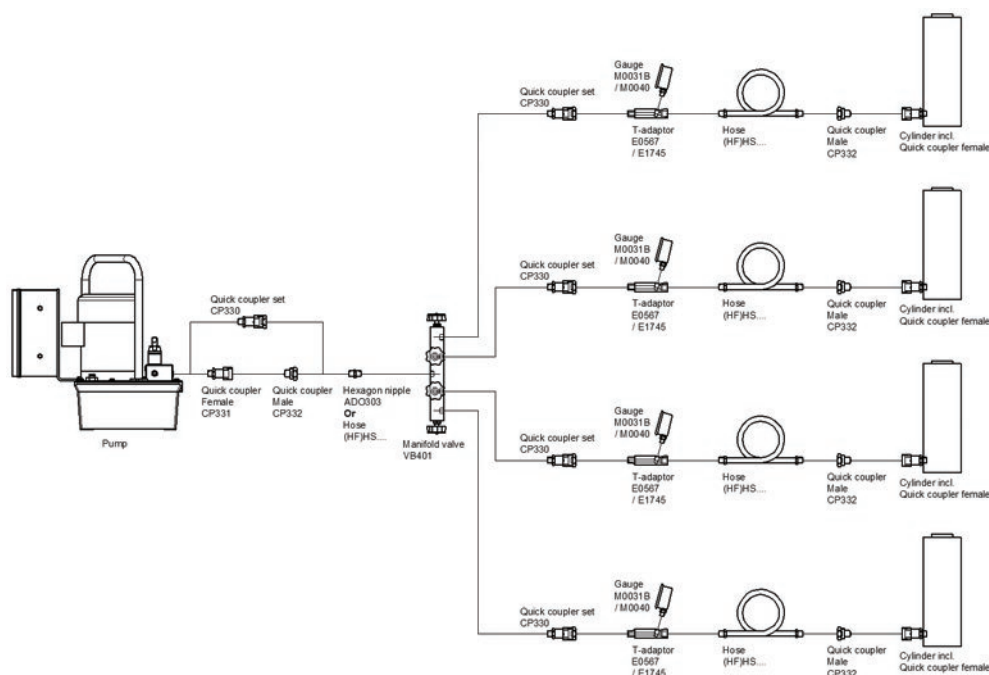 Gauge
M0031B
/ M0040
Quick coupler set
CP330
T-adaptor
E0567
/ E1745
Hose
(HF)HS....
Quick coupler
Male
CP332
Cylinder incl.
Quick coupler female
Gauge
M0031B
/ M0040
Quick coupler set
CP330
T-adaptor
E0567
/ E1745
Hose
(HF)HS....
Quick coupler
Male
CP332
Cylinder incl.
Quick coupler female
Quick coupler set
CP330
Quick coupler
Female
CP331
Quick coupler
Male
CP332
Hexagon nipple
ADO303
Or
Hose
(HF)HS....
Pump
Manifold valve
VB401
Gauge
M0031B
/ M0040
Quick coupler set
CP330
T-adaptor
E0567
/ E1745
Hose
(HF)HS....
Quick coupler
Male
CP332
Cylinder incl.
Quick coupler female
Gauge
M0031B
/ M0040
Quick coupler set
CP330
T-adaptor
E0567
/ E1745
Hose
(HF)HS....
Quick coupler
Male
CP332
Cylinder incl.
Quick coupler female